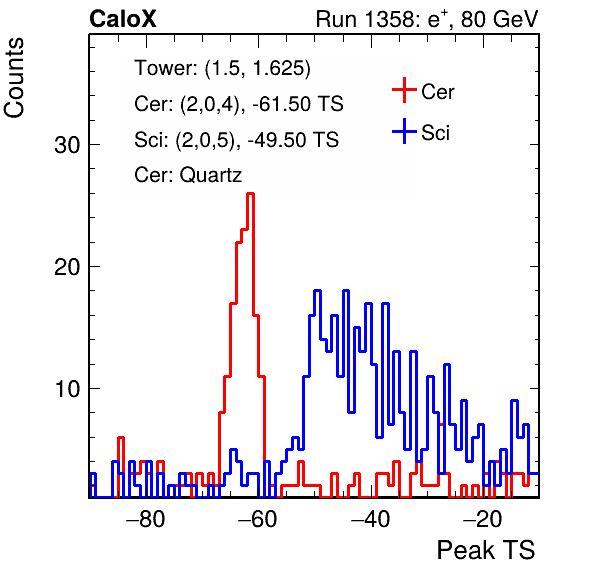 CaloX Run 1358: e⁺, 80 GeV
Counts
Tower: (1.5, 1.625)
Cer: (2,0,4), -61.50 TS
Sci: (2,0,5), -49.50 TS
Cer: Quartz
Cer
Sci
30
20
10
−80 −60 −40 −20
Peak TS